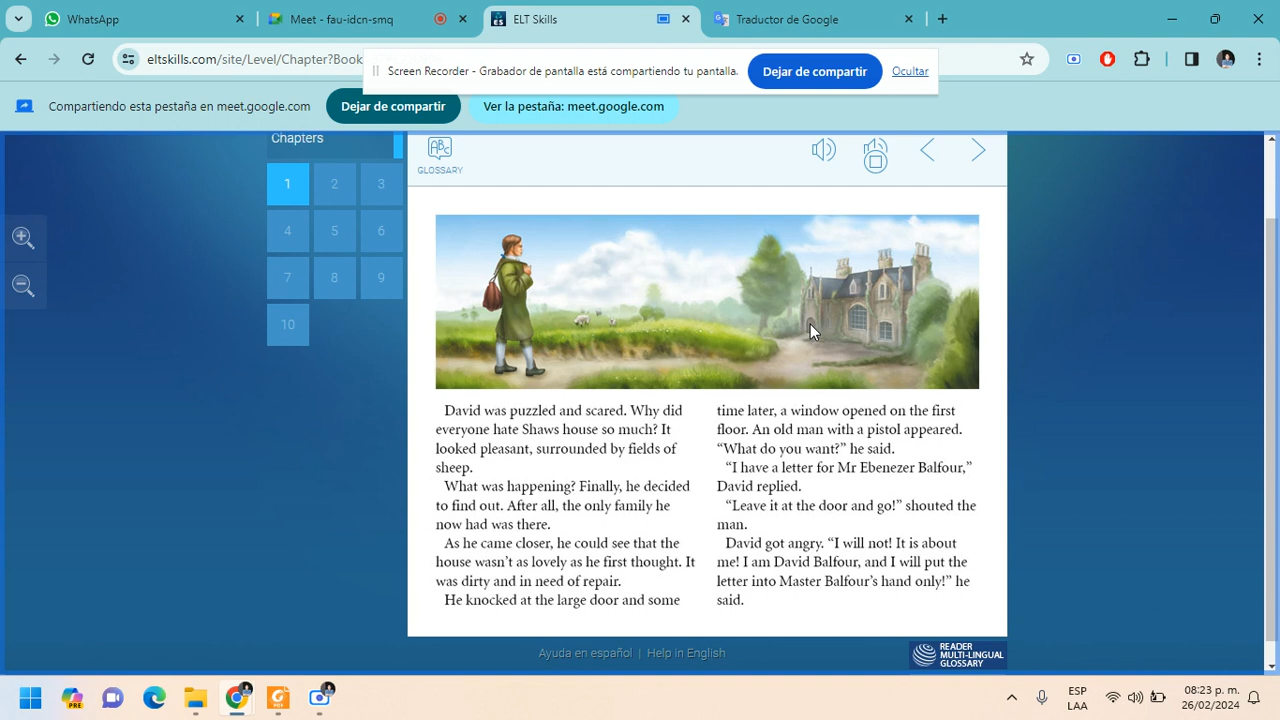 WhatsApp
Meet - fau-idcn-smq
ELT Skills
Traductor de Google
eltskills.com/site/Level/Chapter?Book
Screen Recorder - Grabador de pantalla está compartiendo tu pantalla.
Dejar de compartir
Ocultar
Compartiendo esta pestaña en meet.google.com
Dejar de compartir
Ver la pestaña: meet.google.com
Chapters
1 2 3
4 5 6
7 8 9
10
ABC
GLOSSARY
David was puzzled and scared. Why did
everyone hate Shaws house so much? It
looked pleasant, surrounded by fields of
sheep.
What was happening? Finally, he decided
to find out. After all, the only family he
now had was there.
As he came closer, he could see that the
house wasn't as lovely as he first thought. It
was dirty and in need of repair.
He knocked at the large door and some
time later, a window opened on the first
floor. An old man with a pistol appeared.
“What do you want?” he said.
“I have a letter for Mr Ebenezer Balfour,”
David replied.
“Leave it at the door and go!” shouted the
man.
David got angry. “I will not! It is about
me! I am David Balfour, and I will put the
letter into Master Balfour’s hand only!” he
said.
Ayuda en español | Help in English
READER
MULTI-LINGUAL
GLOSSARY
PRE
ESP
LAA
08:23 p. m.
26/02/2024